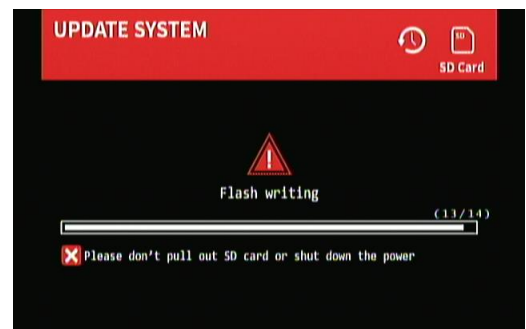 UPDATE SYSTEM
SD
SD Card
!
Flash writing
(13/14)
Please don't pull out SD card or shut down the power